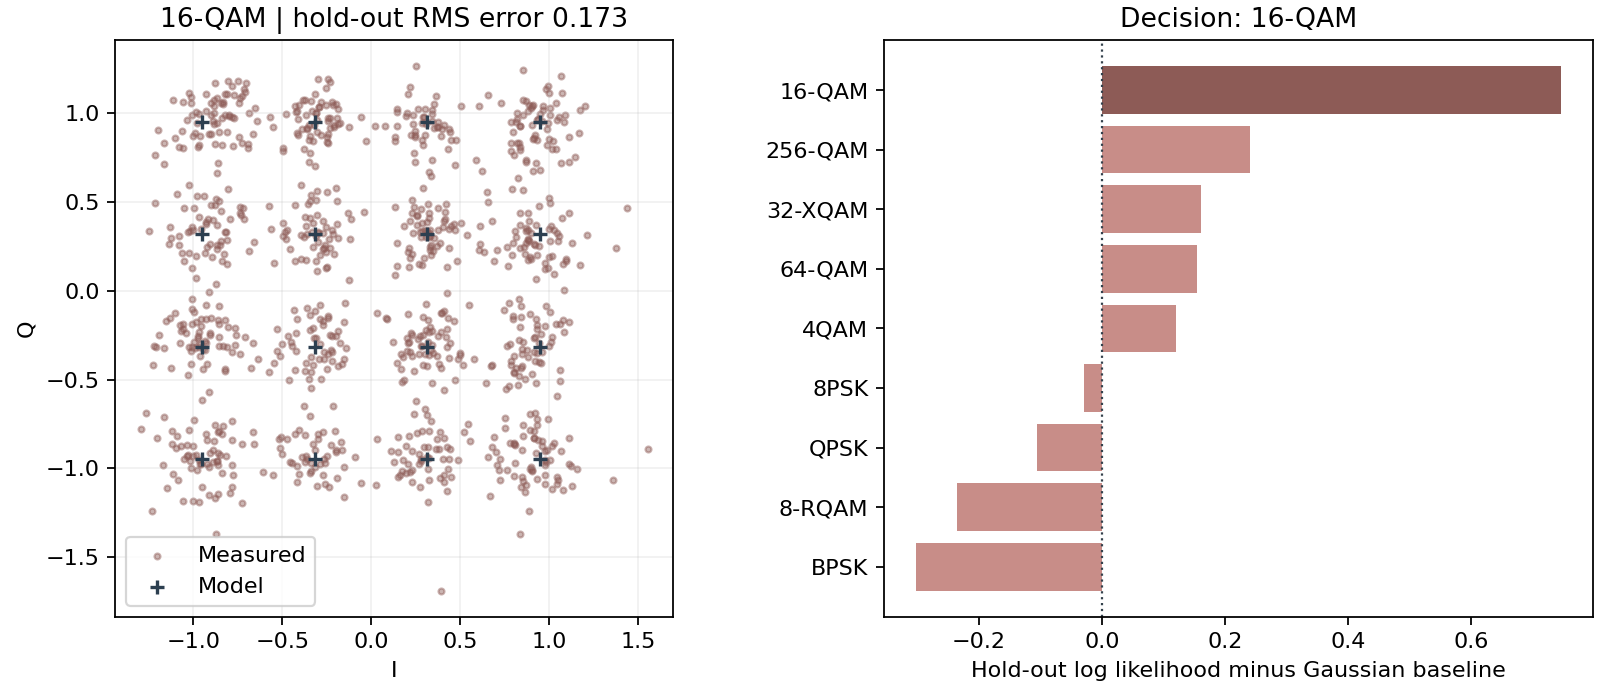 16-QAM | hold-out RMS error 0.173
1.0
0.5
0.0
−0.5
−1.0
−1.5
Q
Measured
Model
−1.0 −0.5 0.0 0.5 1.0 1.5
I
Decision: 16-QAM
16-QAM
256-QAM
32-XQAM
64-QAM
4QAM
8PSK
QPSK
8-RQAM
BPSK
−0.2 0.0 0.2 0.4 0.6
Hold-out log likelihood minus Gaussian baseline